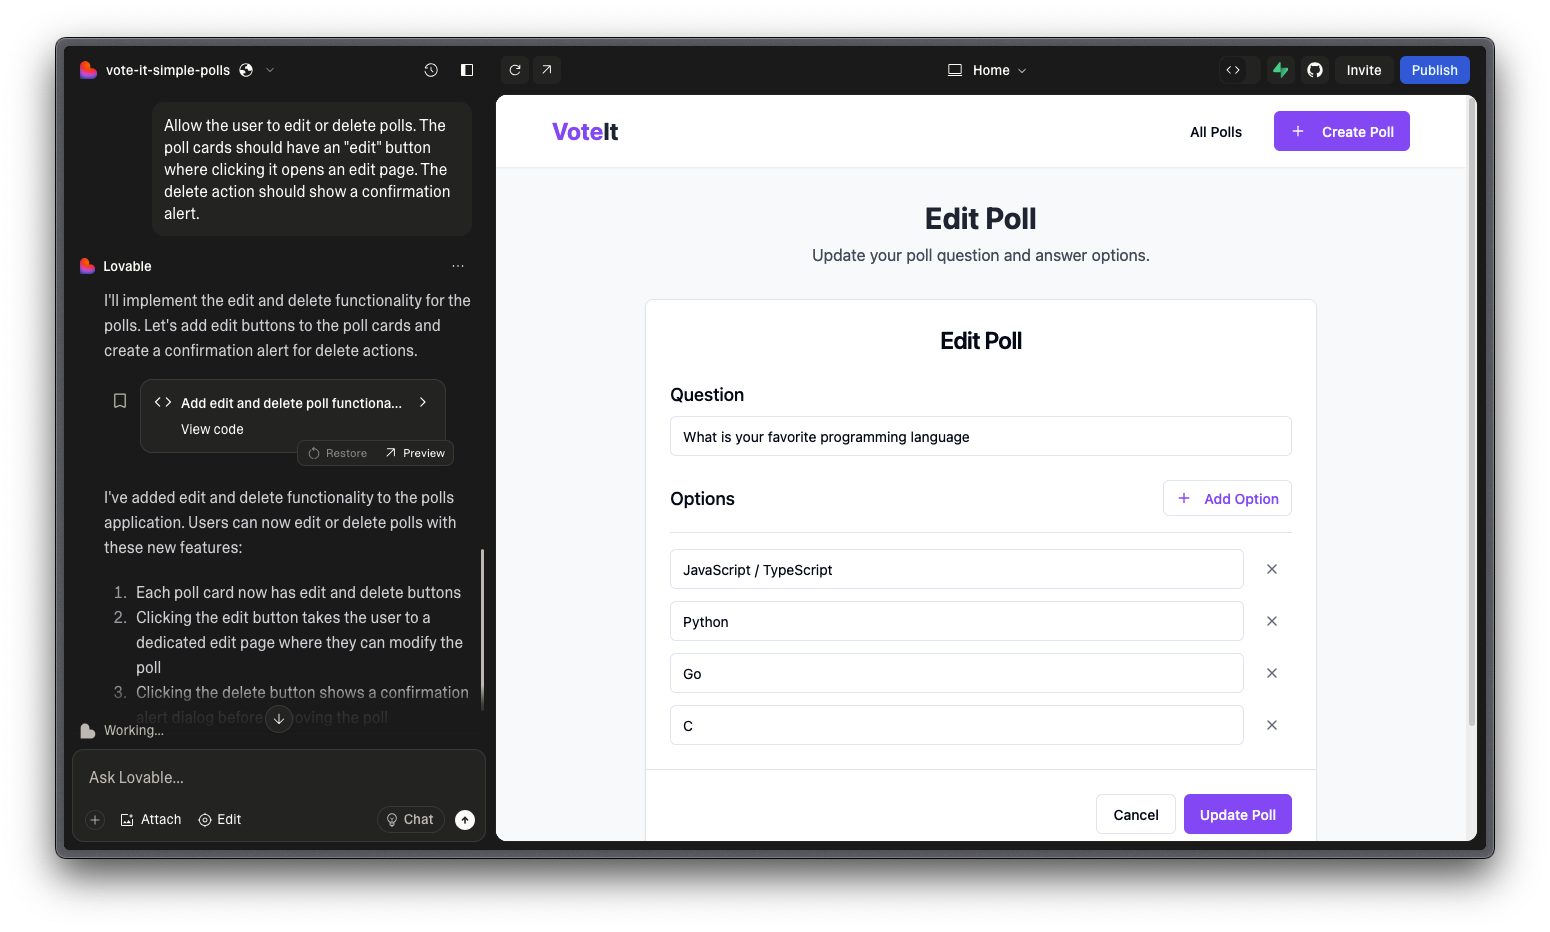 vote-it-simple-polls
Home
Invite
Publish
Allow the user to edit or delete polls. The
poll cards should have an "edit" button
where clicking it opens an edit page. The
delete action should show a confirmation
alert.
Lovable
I'll implement the edit and delete functionality for the
polls. Let's add edit buttons to the poll cards and
create a confirmation alert for delete actions.
Add edit and delete poll functiona...
View code
Restore
Preview
I've added edit and delete functionality to the polls
application. Users can now edit or delete polls with
these new features:
1. Each poll card now has edit and delete buttons
2. Clicking the edit button takes the user to a
dedicated edit page where they can modify the
poll
3. Clicking the delete button shows a confirmation
alert dialog before the poll
Working...
Ask Lovable...
Attach
Edit
Chat
VoteIt
All Polls
+ Create Poll
Edit Poll
Update your poll question and answer options.
Edit Poll
Question
What is your favorite programming language
Options
+ Add Option
JavaScript / TypeScript
Python
Go
C
Cancel
Update Poll